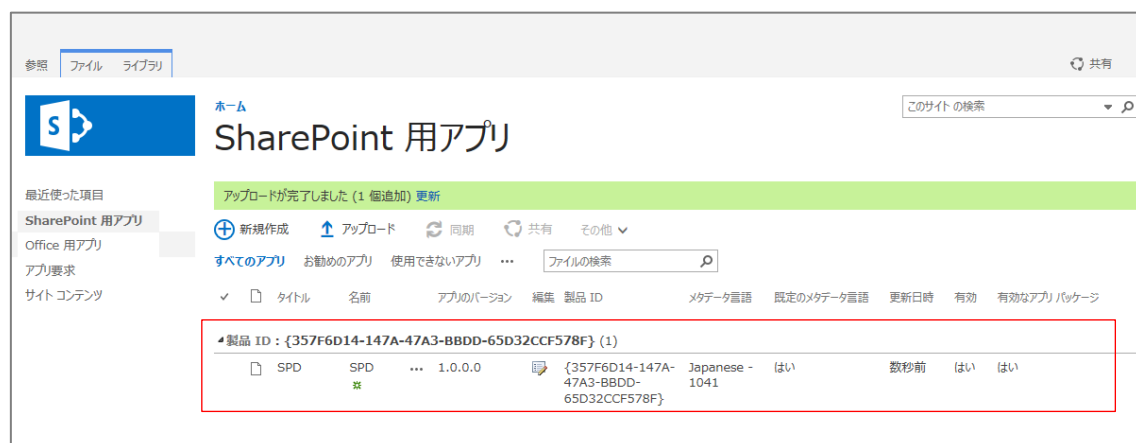 参照 ファイル ライブラリ 共有
S
ホーム
このサイト の検索
SharePoint 用アプリ
最近使った項目
SharePoint 用アプリ
Office 用アプリ
アプリ要求
サイト コンテンツ
アップロードが完了しました (1 個追加) 更新
新規作成 アップロード 同期 共有 その他
すべてのアプリ お勧めのアプリ 使用できないアプリ ••• ファイルの検索
タイトル 名前 アプリのバージョン 編集 製品 ID メタデータ言語 既定のメタデータ言語 更新日時 有効 有効なアプリ パッケージ
製品 ID : {357F6D14-147A-47A3-BBDD-65D32CCF578F} (1)
SPD SPD ••• 1.0.0.0 {357F6D14-147A- Japanese - はい 数秒前 はい はい
47A3-BBDD- 1041
65D32CCF578F}